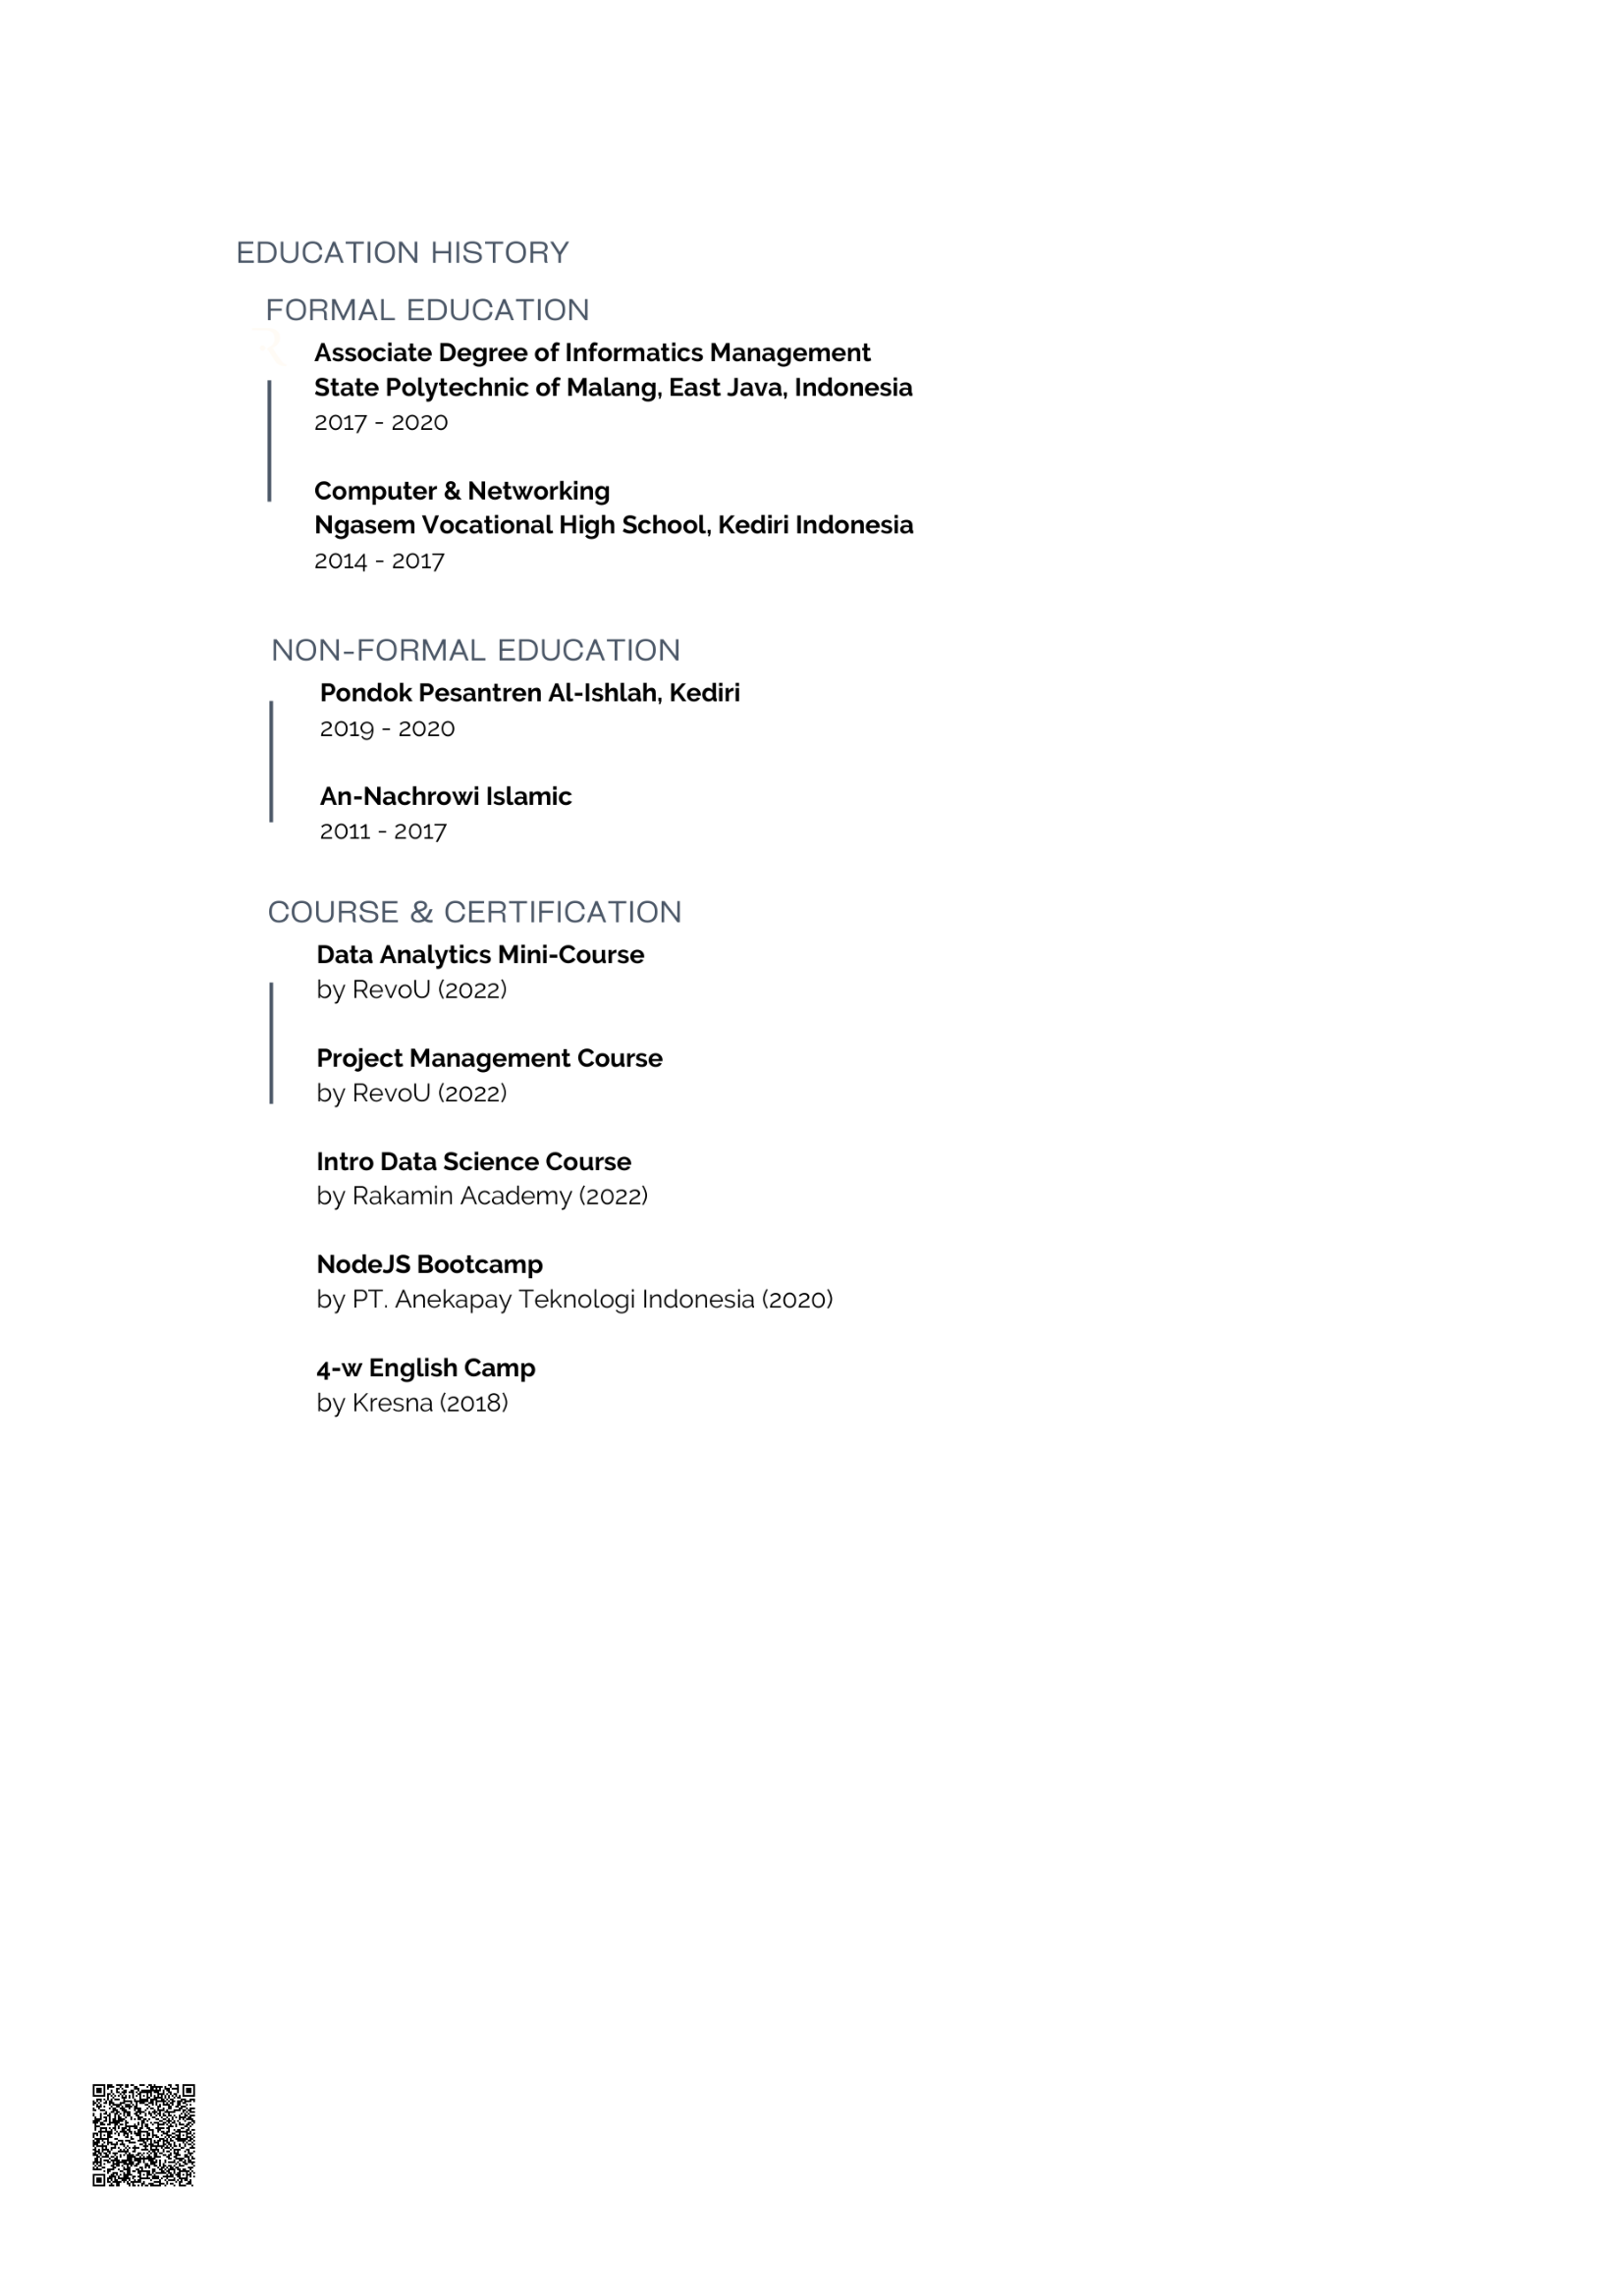 EDUCATION HISTORY
FORMAL EDUCATION
R
Associate Degree of Informatics Management
State Polytechnic of Malang, East Java, Indonesia
2017 - 2020
Computer & Networking
Ngasem Vocational High School, Kediri Indonesia
2014 - 2017
NON-FORMAL EDUCATION
Pondok Pesantren Al-Ishlah, Kediri
2019 - 2020
An-Nachrowi Islamic
2011 - 2017
COURSE & CERTIFICATION
Data Analytics Mini-Course
by RevoU (2022)
Project Management Course
by RevoU (2022)
Intro Data Science Course
by Rakamin Academy (2022)
NodeJS Bootcamp
by PT. Anekapay Teknologi Indonesia (2020)
4-w English Camp
by Kresna (2018)